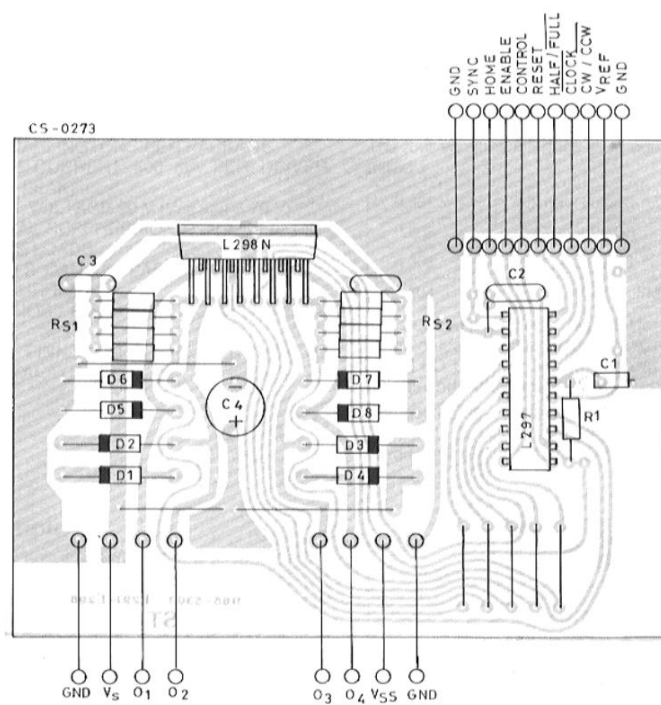 GND
SYNC
HOME
ENABLE
CONTROL
RESET
HALF/FULL
CLOCK
CW / CCW
VREF
GND
CS-0273
L298N
C3
C2
RS1
RS2
C1
D6
D7
C4
D5
D8
R1
L297
D2
D3
D1
D4
GND
Vs
O1
O2
O3
O4
VSS
GND